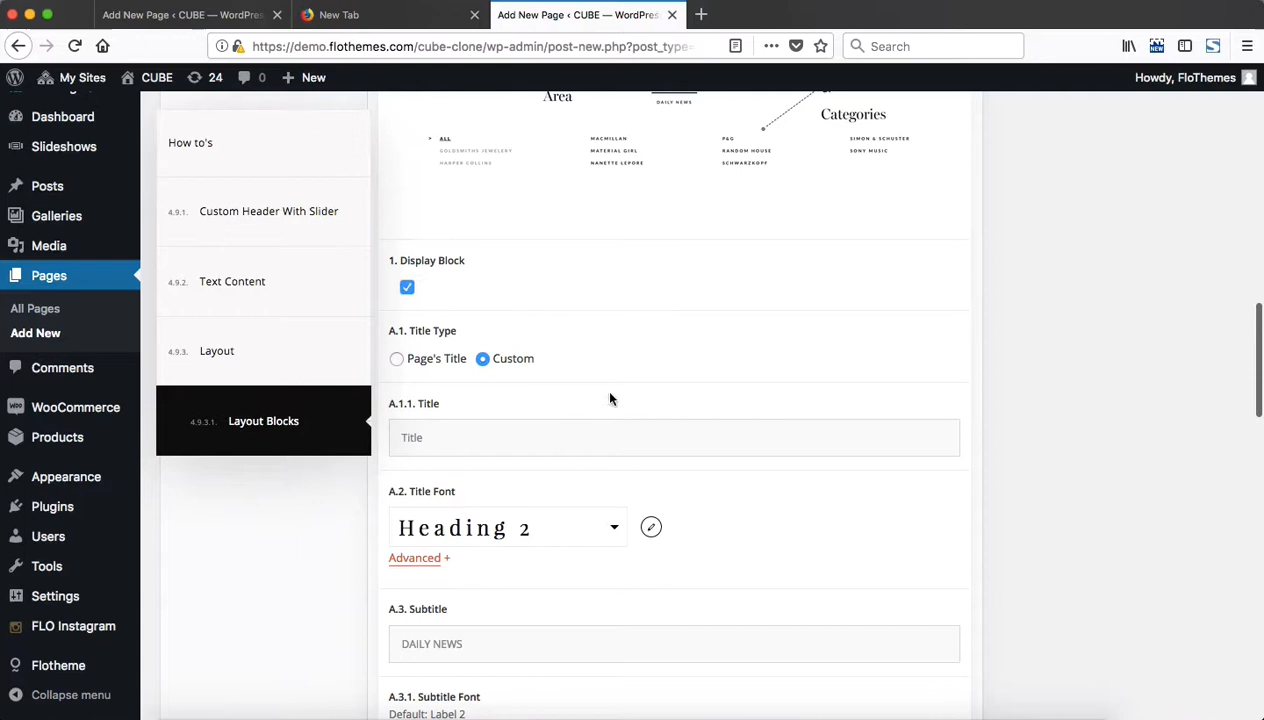 Add New Page ‹ CUBE — WordPres
New Tab
Add New Page ‹ CUBE — WordPres
https://demo.flothemes.com/cube-clone/wp-admin/post-new.php?post_type=
Search
My Sites
CUBE
24
0
New
Howdy, FloThemes
Dashboard
Slideshows
Posts
Galleries
Media
Pages
All Pages
Add New
Comments
WooCommerce
Products
Appearance
Plugins
Users
Tools
Settings
FLO Instagram
Flotheme
Collapse menu
How to's
4.9.1. Custom Header With Slider
4.9.2. Text Content
4.9.3. Layout
4.9.3.1. Layout Blocks
Area
DAILY NEWS
Categories
ALL
GOLDSMITHS JEWELERY
HARPER COLLINS
MACMILLAN
MATERIAL GIRL
NANETTE LEPORE
P&G
RANDOM HOUSE
SCHWARZKOPF
SIMON & SCHUSTER
SONY MUSIC
1. Display Block
A.1. Title Type
Page's Title Custom
A.1.1. Title
Title
A.2. Title Font
Heading 2
Advanced +
A.3. Subtitle
DAILY NEWS
A.3.1. Subtitle Font
Default: Label 2